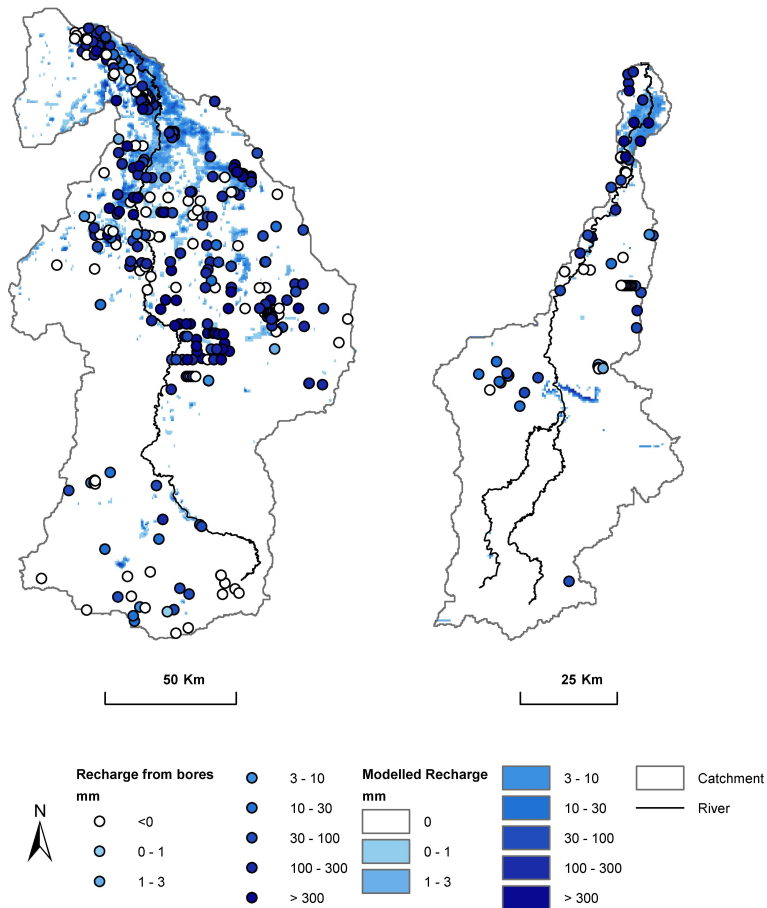 50 Km
25 Km
N
Recharge from bores
mm
<0
0 - 1
1 - 3
3 - 10
10 - 30
30 - 100
100 - 300
> 300
Modelled Recharge
mm
0
0 - 1
1 - 3
3 - 10
10 - 30
30 - 100
100 - 300
> 300
Catchment
River